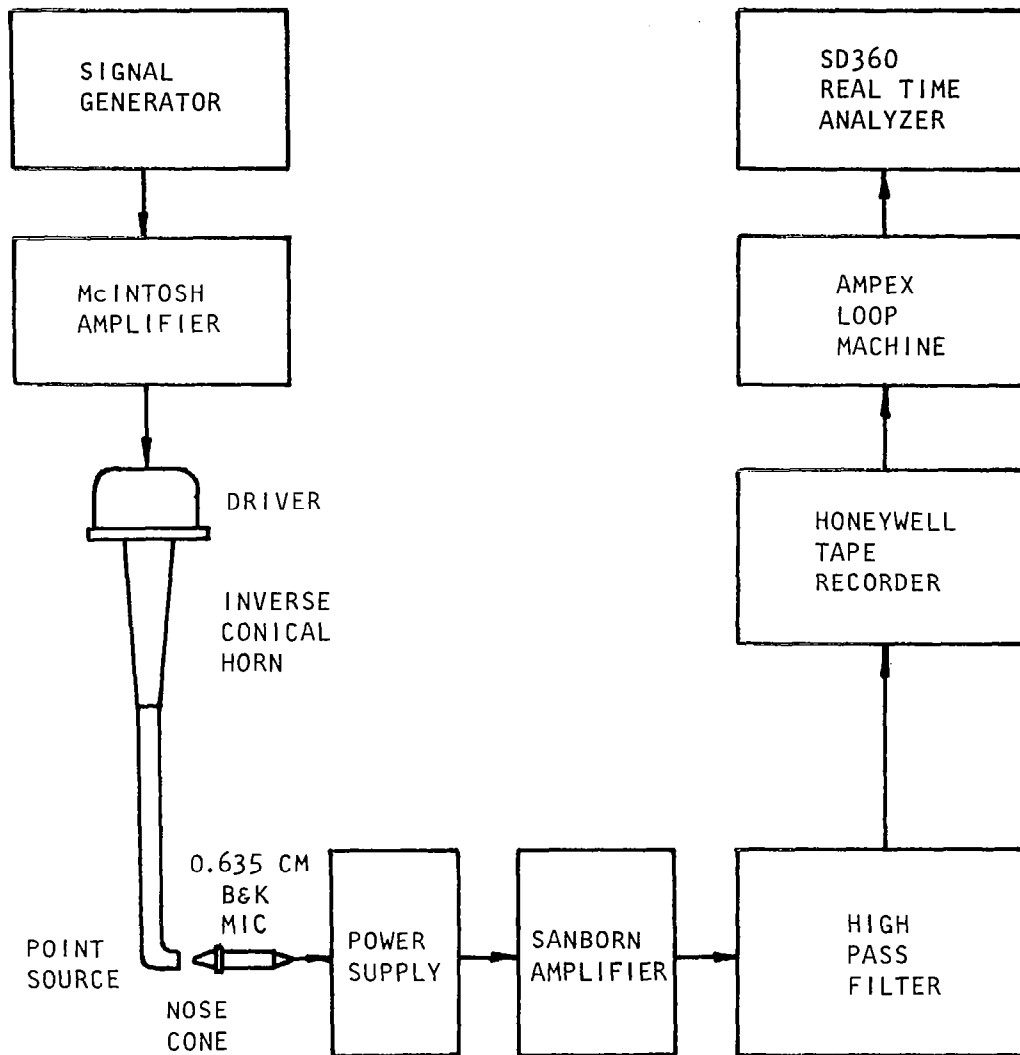 SIGNAL
GENERATOR
McINTOSH
AMPLIFIER
DRIVER
INVERSE
CONICAL
HORN
POINT
SOURCE
0.635 CM
B&K
MIC
NOSE
CONE
POWER
SUPPLY
SANBORN
AMPLIFIER
HIGH
PASS
FILTER
HONEYWELL
TAPE
RECORDER
AMPEX
LOOP
MACHINE
SD360
REAL TIME
ANALYZER